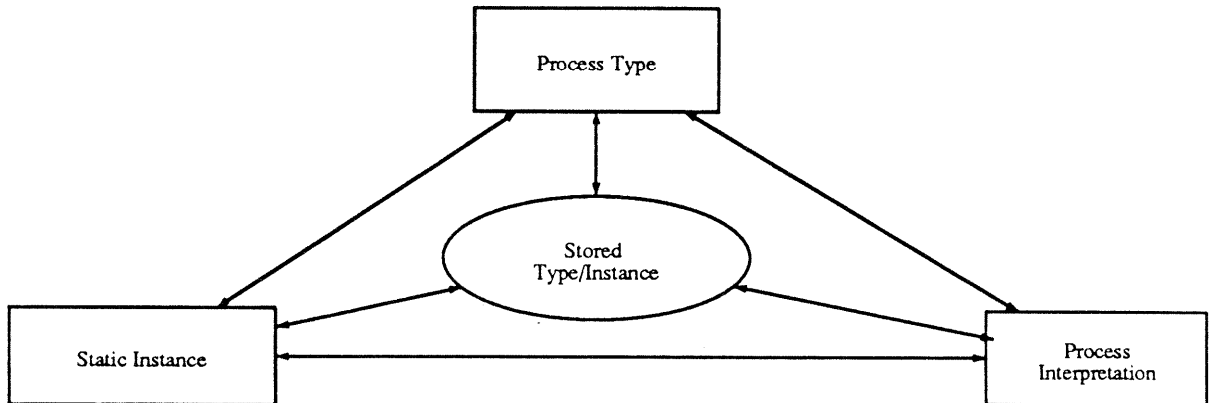 Process Type
Stored
Type/Instance
Static Instance
Process
Interpretation